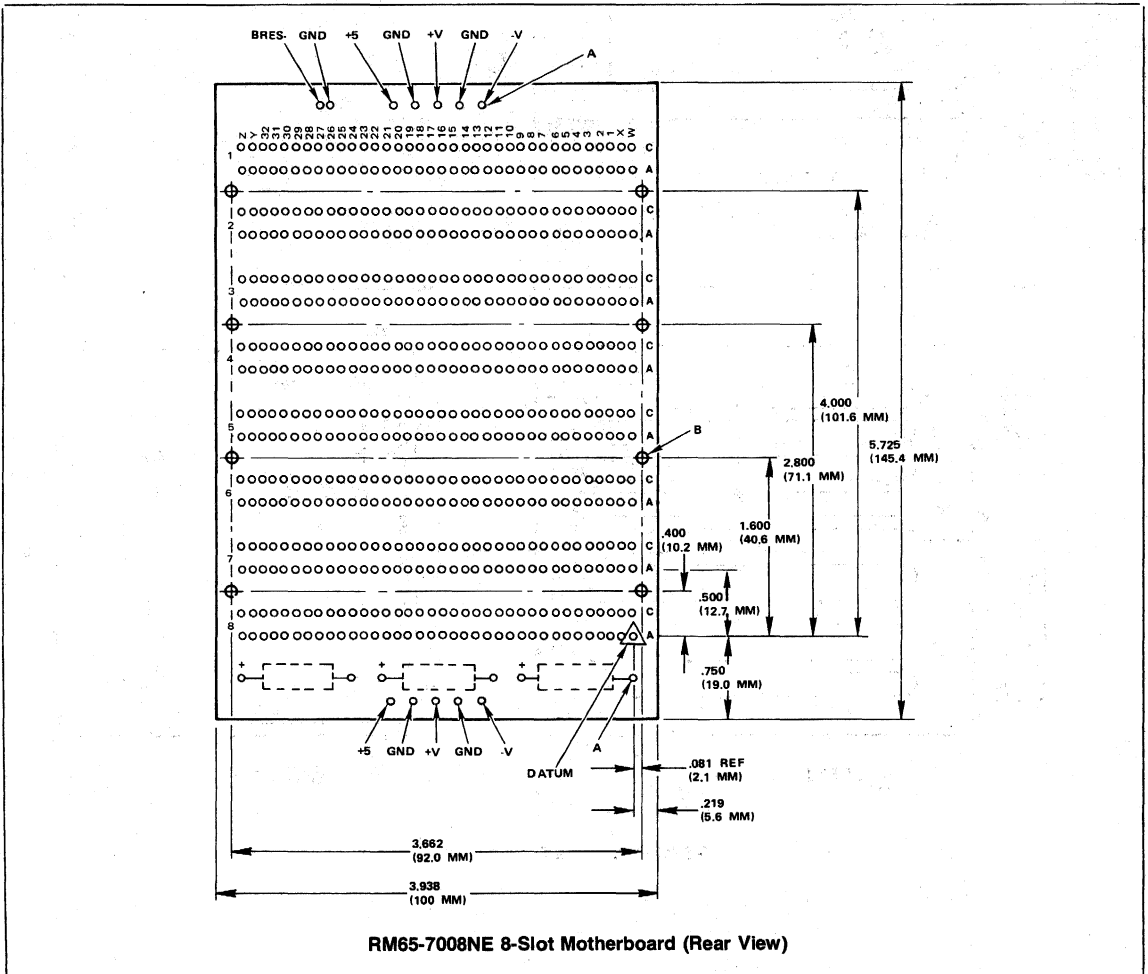 BRES- GND +5 GND +V GND -V
A
Z Y 32 31 30 29 28 27 26 25 24 23 22 21 20 19 18 17 16 15 14 13 12 11 10 9 8 7 6 5 4 3 2 1 X W
1 C
A
2 C
A
3 C
A
4 C
A
5 C
A
B
6 C
A
7 C
A
8 C
A
4.000
(101.6 MM)
5.725
(145.4 MM)
2.800
(71.1 MM)
1.600
(40.6 MM)
.400
(10.2 MM)
.500
(12.7 MM)
.750
(19.0 MM)
+ + +
+5 GND +V GND -V
A
DATUM
.081 REF
(2.1 MM)
.219
(5.6 MM)
3.662
(92.0 MM)
3.938
(100 MM)
RM65-7008NE 8-Slot Motherboard (Rear View)